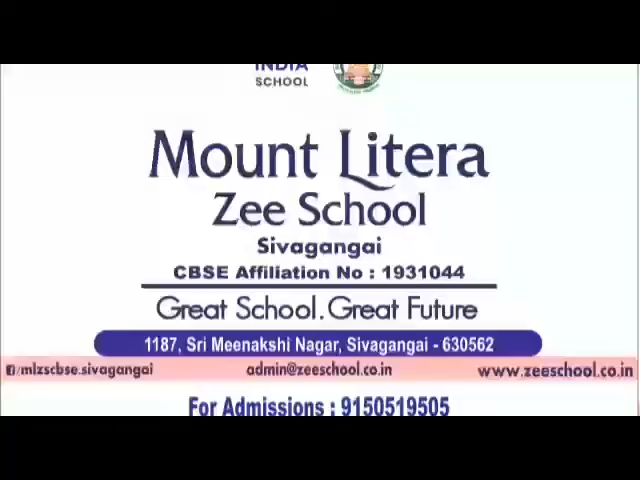 INDIA
SCHOOL
Mount Litera
Zee School
Sivagangai
CBSE Affiliation No : 1931044
Great School. Great Future
1187, Sri Meenakshi Nagar, Sivagangai - 630562
/mlzscbse.sivagangai admin@zeeschool.co.in www.zeeschool.co.in
For Admissions : 9150519505